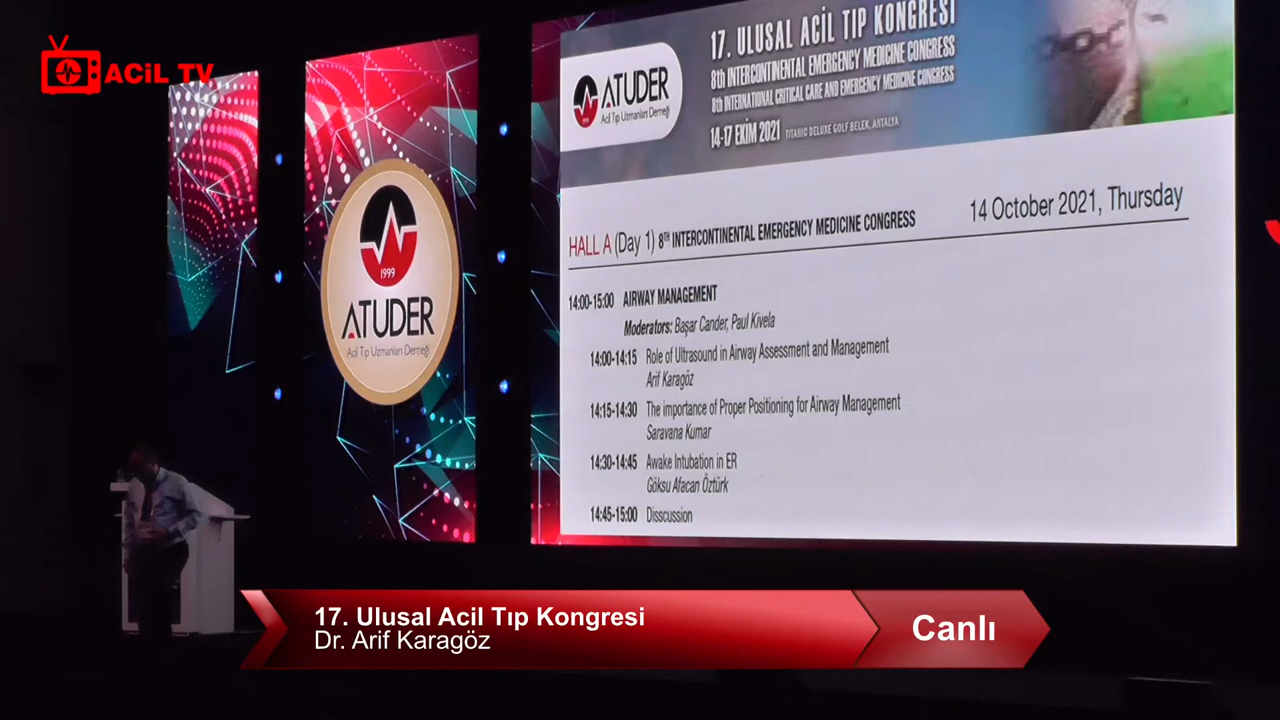 ACiL TV
ATUDER
Acil Tıp Uzmanları Derneği
1999
17. ULUSAL ACİL TIP KONGRESİ
8th INTERCONTINENTAL EMERGENCY MEDICINE CONGRESS
8th INTERNATIONAL CRITICAL CARE AND EMERGENCY MEDICINE CONGRESS
14-17 EKİM 2021 TITANIC DELUXE GOLF BELEK, ANTALYA
1999
ATUDER
Acil Tıp Uzmanları Derneği
HALL A (Day 1) 8TH INTERCONTINENTAL EMERGENCY MEDICINE CONGRESS 14 October 2021, Thursday
14:00-15:00 AIRWAY MANAGEMENT
Moderators: Başar Cander, Paul Kivela
14:00-14:15 Role of Ultrasound in Airway Assessment and Management
Arif Karagöz
14:15-14:30 The importance of Proper Positioning for Airway Management
Saravana Kumar
14:30-14:45 Awake Intubation in ER
Göksu Afacan Öztürk
14:45-15:00 Disscussion
17. Ulusal Acil Tıp Kongresi
Dr. Arif Karagöz
Canlı